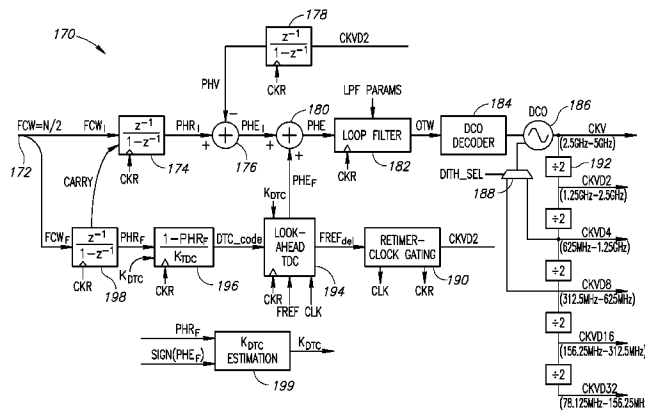 170
178
z⁻¹
1-z⁻¹
CKVD2
CKR
PHV
LPF PARAMS
FCW=N/2
172
FCW_I
z⁻¹
1-z⁻¹
174
CKR
PHR_I
+
-
+
176
PHE_I
+
180
+
+
PHE
LOOP FILTER
182
CKR
OTW
184
DCO
DECODER
DCO
186
CKV
(2.5GHz-5GHz)
DITH_SEL
188
÷2
192
CKVD2
(1.25GHz-2.5GHz)
÷2
CKVD4
(625MHz-1.25GHz)
÷2
CKVD8
(312.5MHz-625MHz)
÷2
CKVD16
(156.25MHz-312.5MHz)
÷2
CKVD32
(78.125MHz-156.25MHz
CARRY
PHE_F
K_DTC
FCW_F
z⁻¹
1-z⁻¹
CKR
198
PHR_F
K_DTC
1-PHR_F
K_TDC
CKR
196
DTC_code
LOOK-
AHEAD
TDC
194
CKR
FREF
CLK
FREF_del
RETIMER-
CLOCK GATING
190
CLK
CKR
CKVD2
PHR_F
SIGN(PHE_F)
K_DTC
ESTIMATION
199
K_DTC